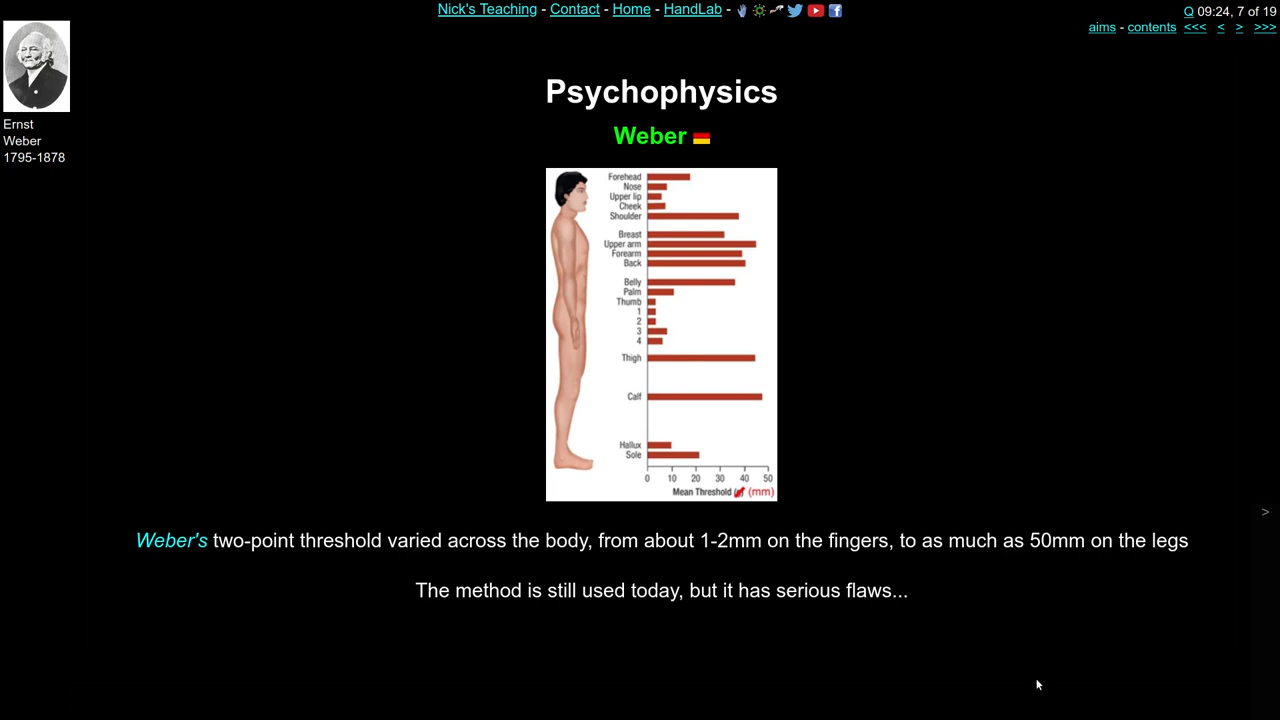 Nick's Teaching - Contact - Home - HandLab -
Q 09:24, 7 of 19
aims - contents <<< < > >>>
Ernst
Weber
1795-1878
Psychophysics
Weber
Forehead
Nose
Upper lip
Cheek
Shoulder
Breast
Upper arm
Forearm
Back
Belly
Palm
Thumb
1
2
3
4
Thigh
Calf
Hallux
Sole
0 10 20 30 40 50
Mean Threshold (mm)
>
Weber's two-point threshold varied across the body, from about 1-2mm on the fingers, to as much as 50mm on the legs
The method is still used today, but it has serious flaws...